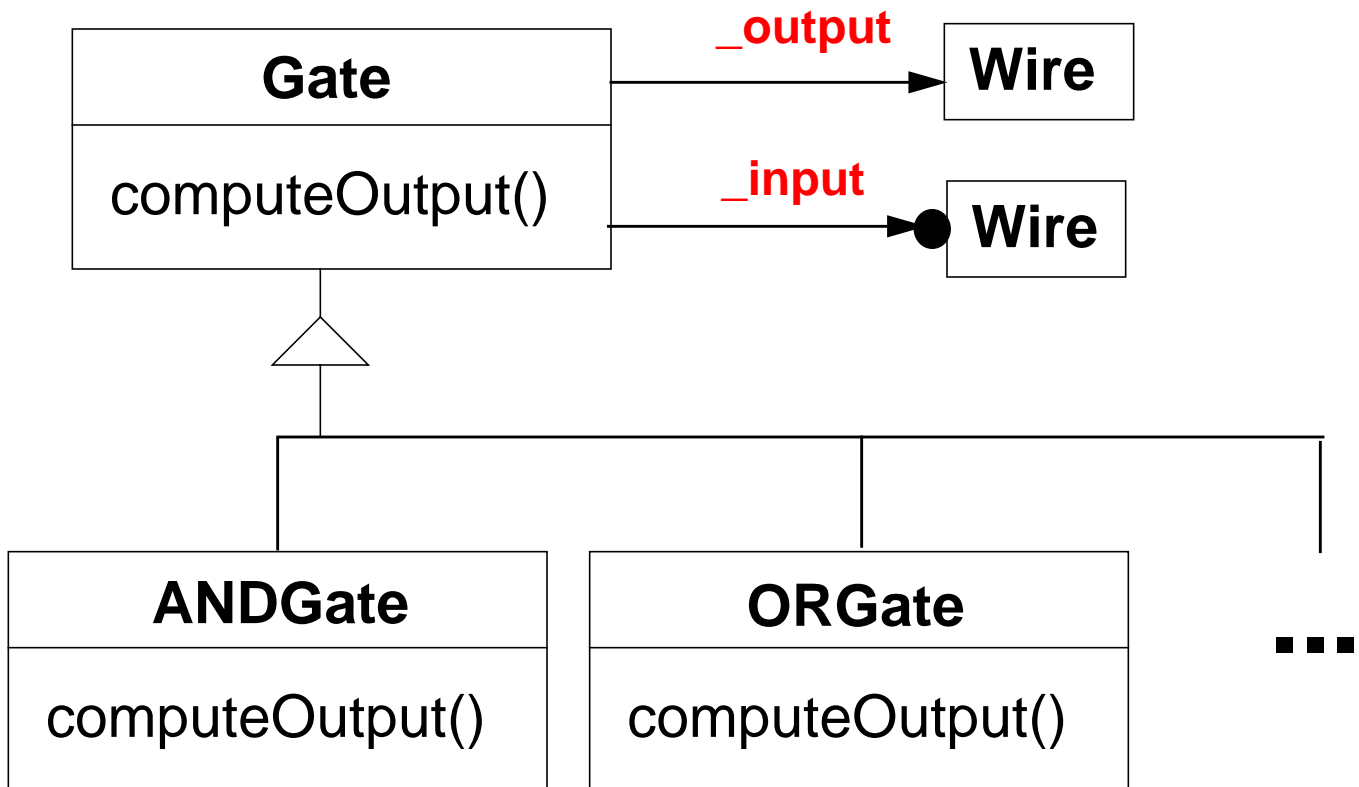 _output
Gate
Wire
computeOutput()
_input
Wire
ANDGate
ORGate
...
computeOutput()
computeOutput()